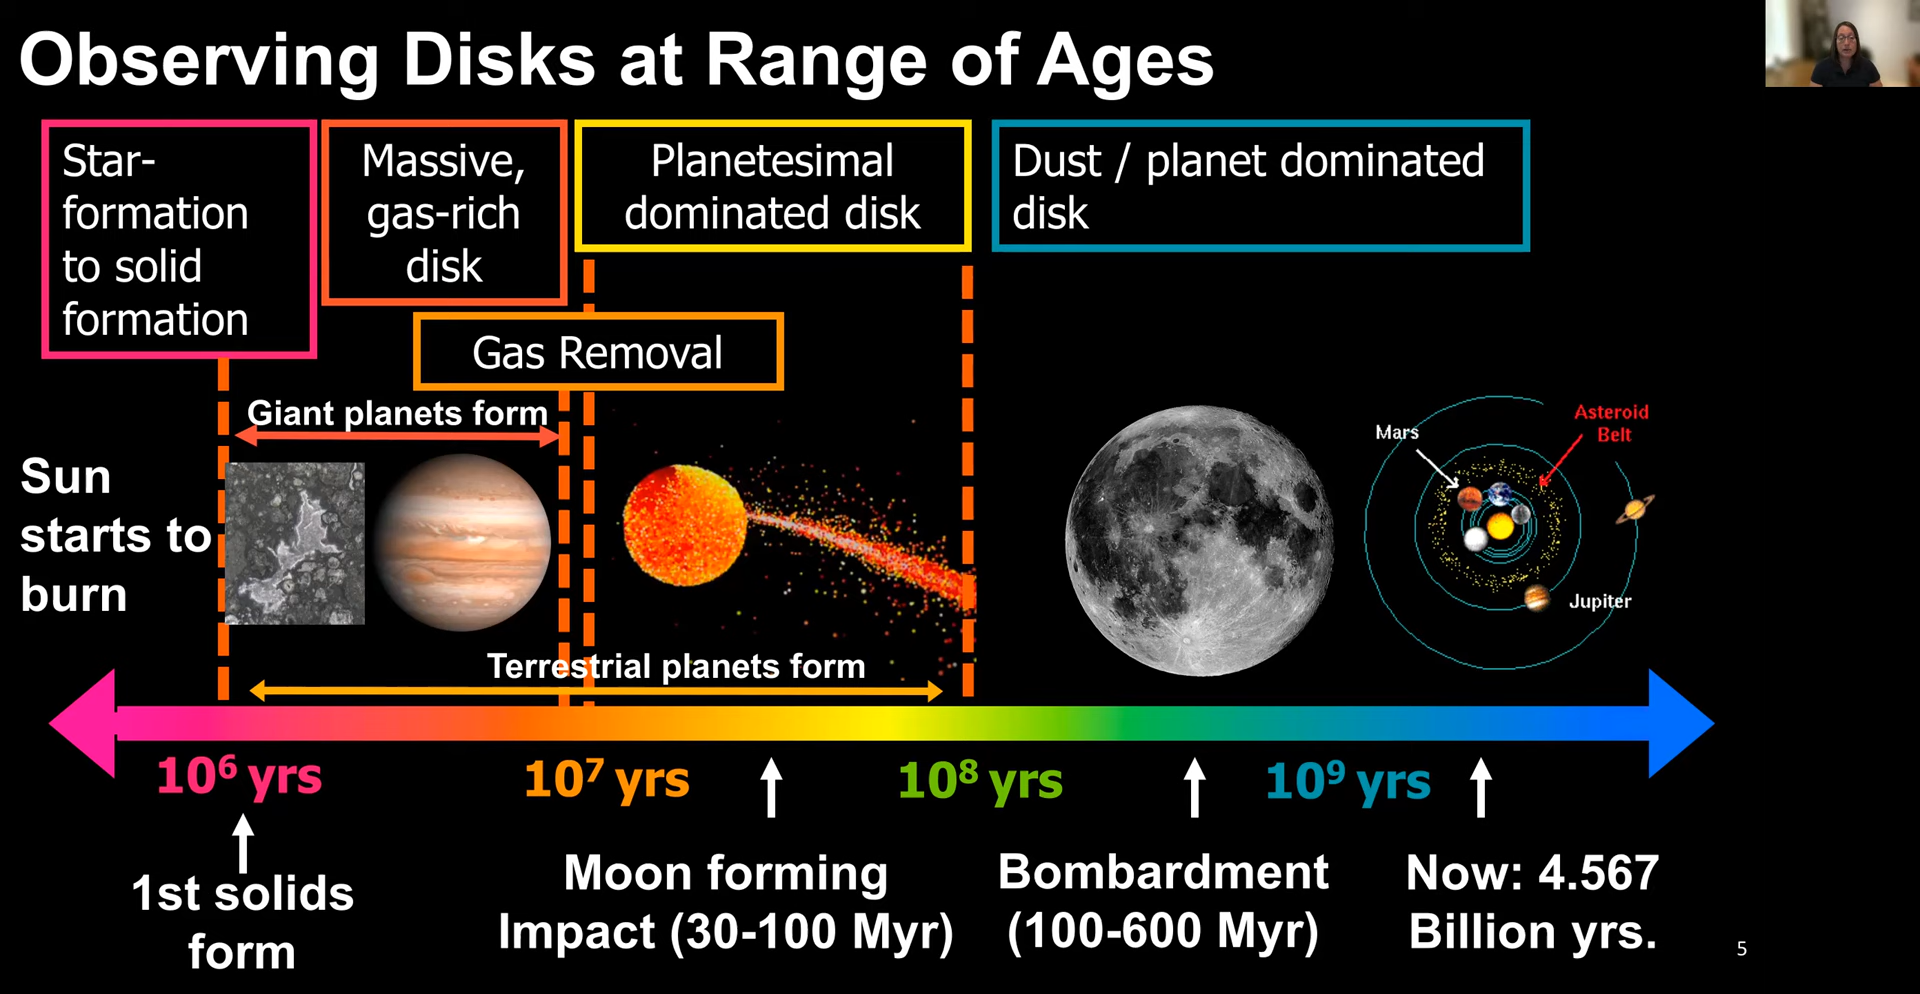 Observing Disks at Range of Ages
Star-
formation
to solid
formation
Massive,
gas-rich
disk
Planetesimal
dominated disk
Dust / planet dominated
disk
Gas Removal
Giant planets form
Sun
starts to
burn
Mars
Asteroid
Belt
Jupiter
Terrestrial planets form
10⁶ yrs
10⁷ yrs
10⁸ yrs
10⁹ yrs
1st solids
form
Moon forming
Impact (30-100 Myr)
Bombardment
(100-600 Myr)
Now: 4.567
Billion yrs.
5